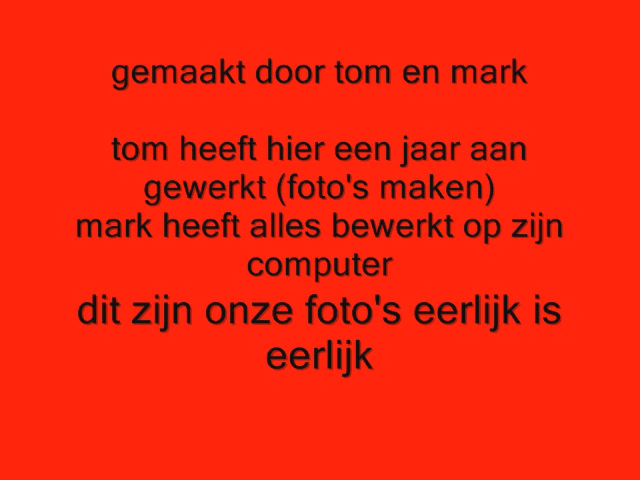 gemaakt door tom en mark
tom heeft hier een jaar aan
gewerkt (foto's maken)
mark heeft alles bewerkt op zijn
computer
dit zijn onze foto's eerlijk is
eerlijk